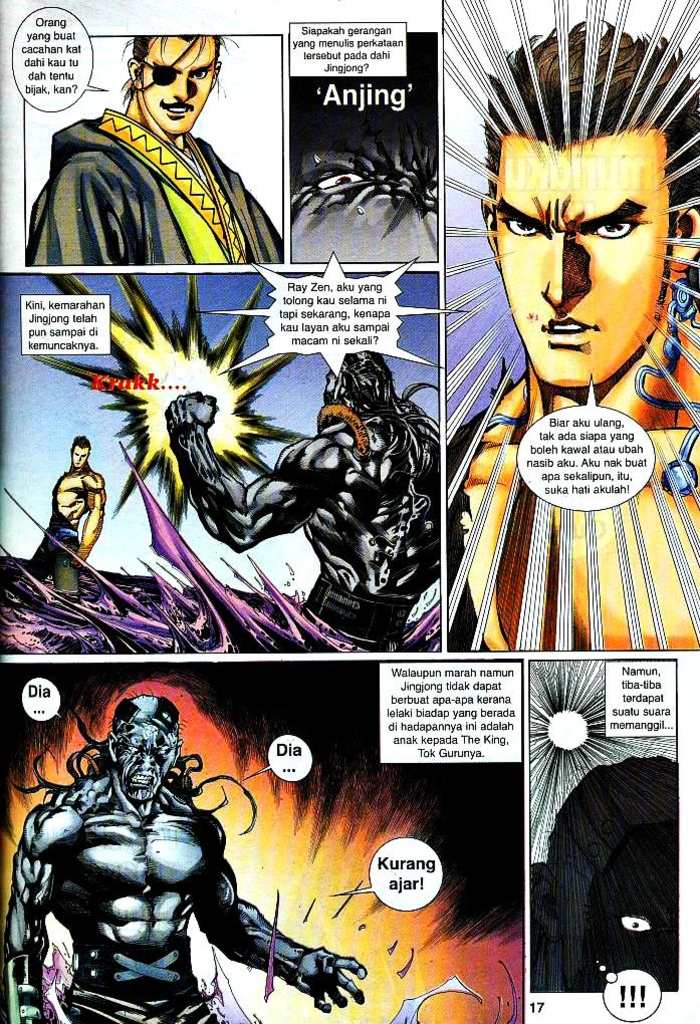 Orang
yang buat
cacahan kat
dahi kau tu
dah tentu
bijak, kan?
Siapakah gerangan
yang menulis perkataan
tersebut pada dahi
Jingjong?
'Anjing'
Ray Zen, aku yang
tolong kau selama ni
tapi sekarang, kenapa
kau layan aku sampai
macam ni sekali?
Kini, kemarahan
Jingjong telah
pun sampai di
kemuncaknya.
Krakk....
Biar aku ulang,
tak ada siapa yang
boleh kawal atau ubah
nasib aku. Aku nak buat
apa sekalipun, itu,
suka hati akulah!
Dia
...
Dia
...
Walaupun marah namun
Jingjong tidak dapat
berbuat apa-apa kerana
lelaki biadap yang berada
di hadapannya ini adalah
anak kepada The King,
Tok Gurunya.
Kurang
ajar!
Namun,
tiba-tiba
terdapat
suatu suara
memanggil...
!!!
17